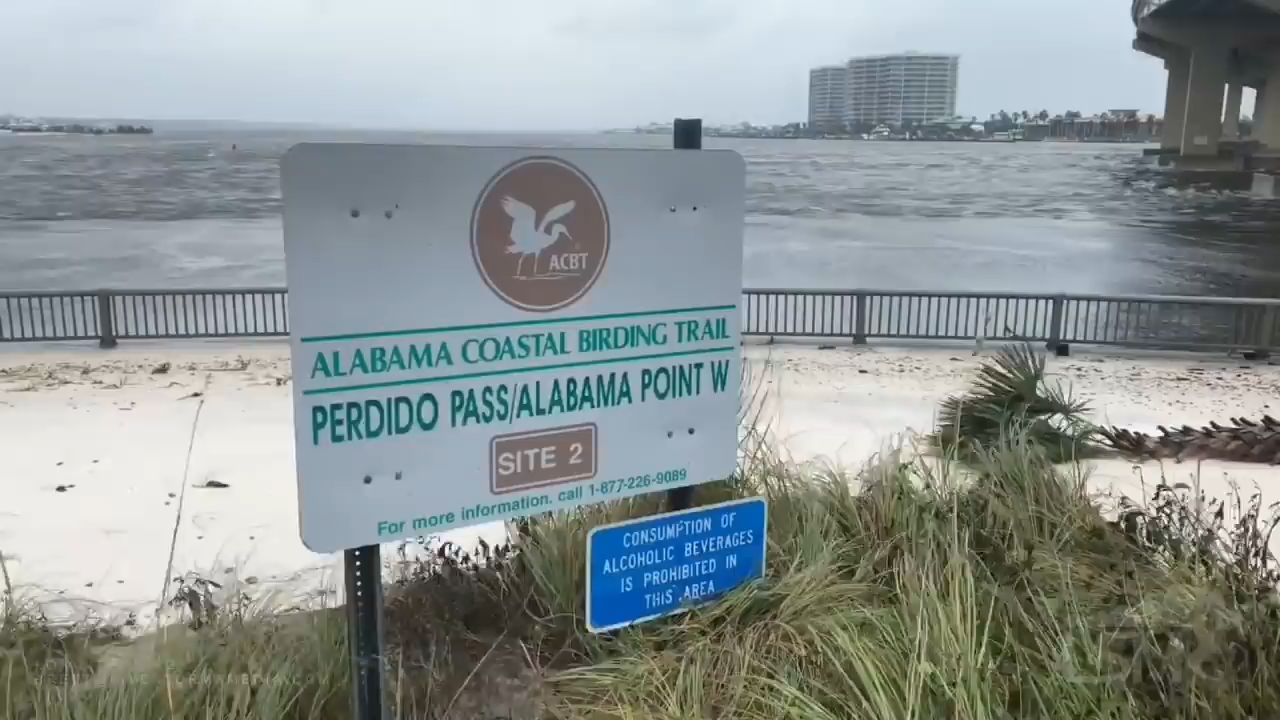 ACBT
ALABAMA COASTAL BIRDING TRAIL
PERDIDO PASS/ALABAMA POINT W
SITE 2
For more information, call 1-877-226-9089
CONSUMPTION OF
ALCOHOLIC BEVERAGES
IS PROHIBITED IN
THIS AREA